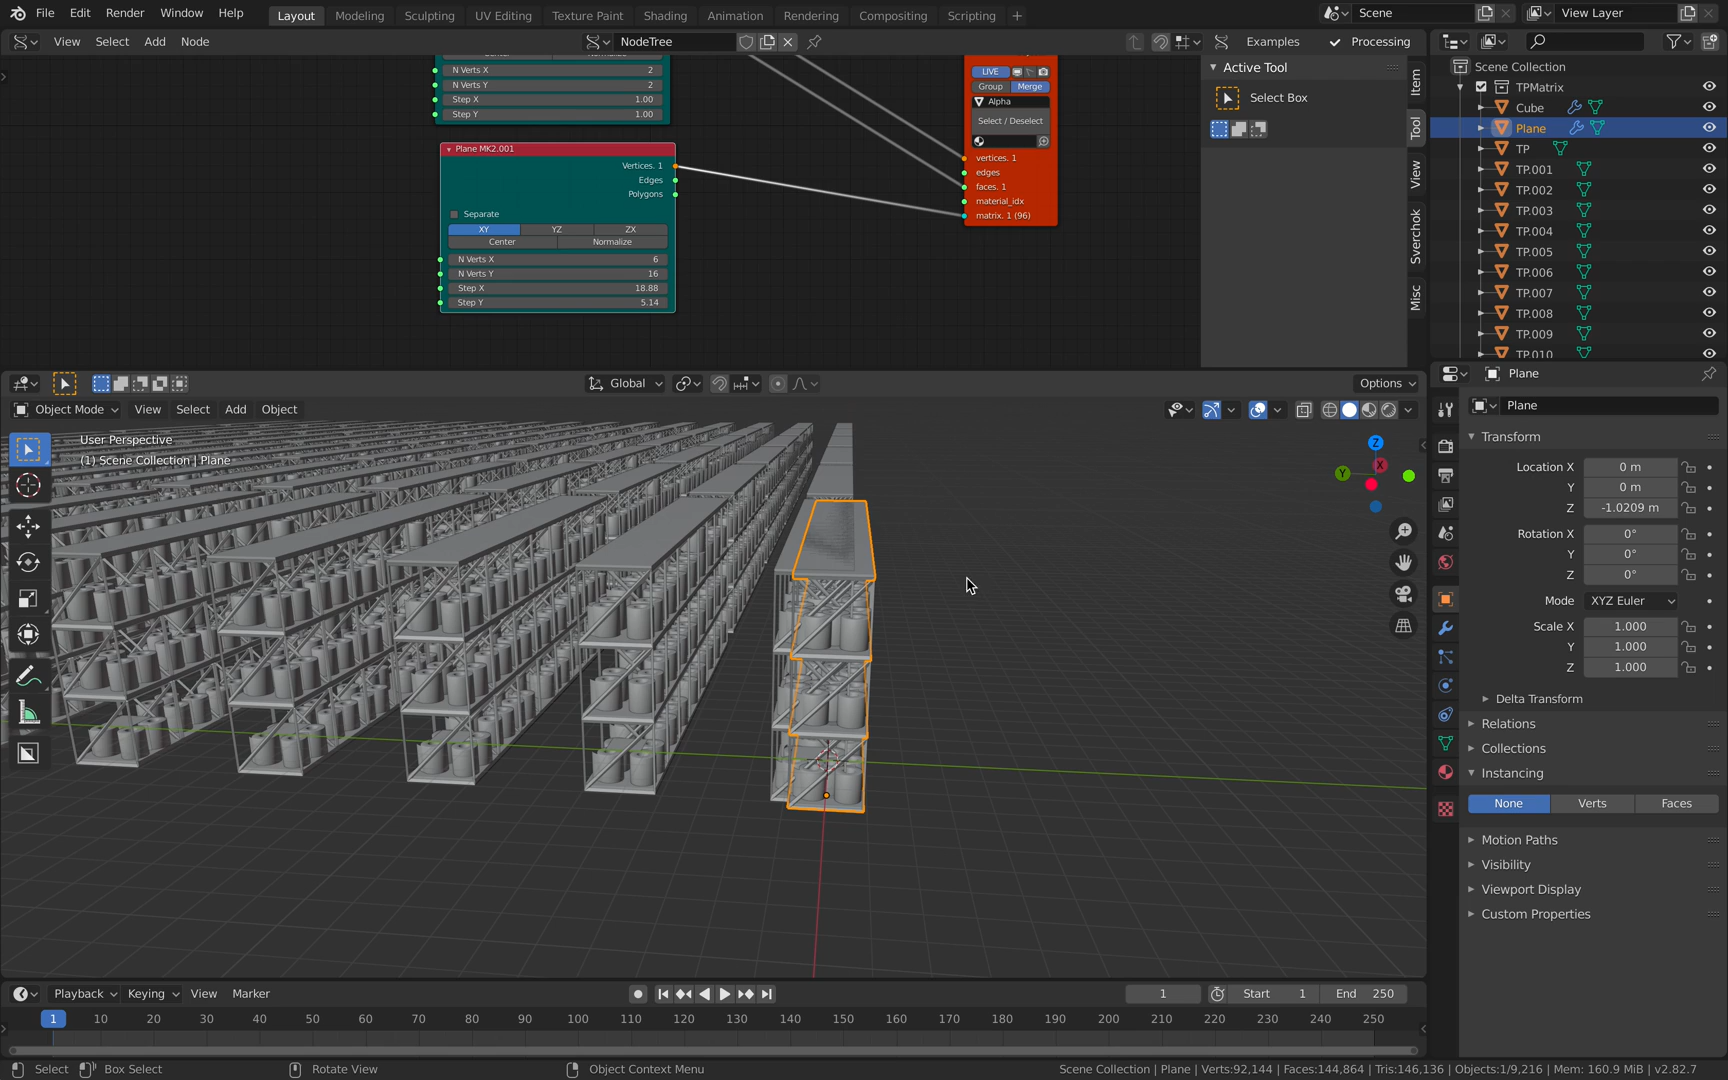 File Edit Render Window Help Layout Modeling Sculpting UV Editing Texture Paint Shading Animation Rendering Compositing Scripting + Scene View Layer
View Select Add Node NodeTree Examples Processing
N Verts X 2
N Verts Y 2
Step X 1.00
Step Y 1.00
Plane MK2.001
Vertices. 1
Edges
Polygons
Separate
XY YZ ZX
Center Normalize
N Verts X 6
N Verts Y 16
Step X 18.88
Step Y 5.14
LIVE
Group Merge
Alpha
Select / Deselect
vertices. 1
edges
faces. 1
material_idx
matrix. 1 (96)
Active Tool
Select Box
Item
Tool
View
Sverchok
Misc
Scene Collection
TPMatrix
Cube
Plane
TP
TP.001
TP.002
TP.003
TP.004
TP.005
TP.006
TP.007
TP.008
TP.009
TP.010
Global Options
Object Mode View Select Add Object
User Perspective
(1) Scene Collection | Plane
Z
X
Y
Plane
Plane
Transform
Location X 0 m
Y 0 m
Z -1.0209 m
Rotation X 0°
Y 0°
Z 0°
Mode XYZ Euler
Scale X 1.000
Y 1.000
Z 1.000
Delta Transform
Relations
Collections
Instancing
None Verts Faces
Motion Paths
Visibility
Viewport Display
Custom Properties
Playback Keying View Marker 1 Start 1 End 250
1 10 20 30 40 50 60 70 80 90 100 110 120 130 140 150 160 170 180 190 200 210 220 230 240 250
Select Box Select Rotate View Object Context Menu Scene Collection | Plane | Verts:92,144 | Faces:144,864 | Tris:146,136 | Objects:1/9,216 | Mem: 160.9 MiB | v2.82.7